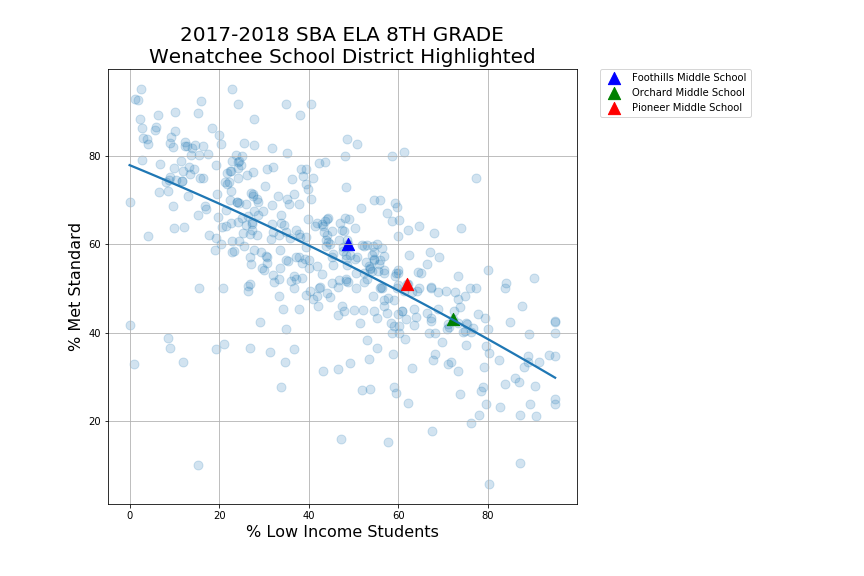 2017-2018 SBA ELA 8TH GRADE
Wenatchee School District Highlighted
Foothills Middle School
Orchard Middle School
Pioneer Middle School
% Met Standard
80
60
40
20
0 20 40 60 80
% Low Income Students